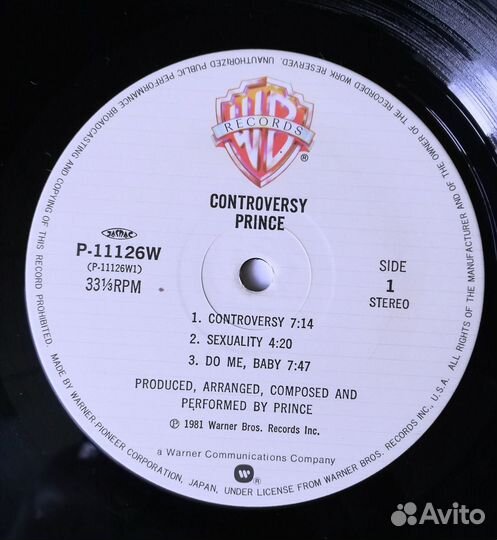 ALL RIGHTS OF THE MANUFACTURER AND OF THE OWNER OF THE RECORDED WORK RESERVED. UNAUTHORIZED PUBLIC PERFORMANCE BROADCASTING AND COPYING OF THIS RECORD PROHIBITED.
WB
RECORDS
®
CONTROVERSY
PRINCE
JASRAC
P-11126W
(P-11126W1)
33⅓RPM
SIDE
1
STEREO
1. CONTROVERSY 7:14
2. SEXUALITY 4:20
3. DO ME, BABY 7:47
PRODUCED, ARRANGED, COMPOSED AND
PERFORMED BY PRINCE
℗ 1981 Warner Bros. Records Inc.
a Warner Communications Company
MADE BY WARNER-PIONEER CORPORATION, JAPAN, UNDER LICENSE FROM WARNER BROS. RECORDS INC., U.S.A.
Avito